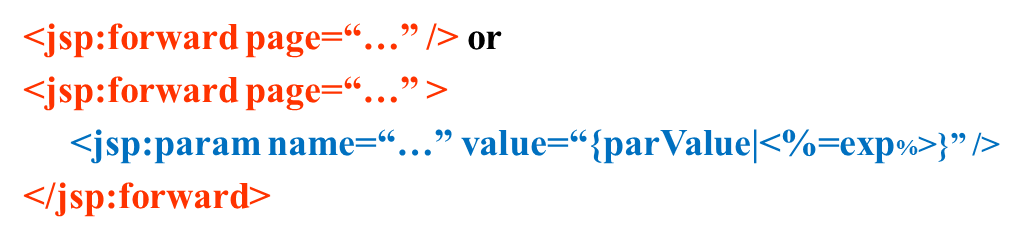 <jsp:forward page=“…” /> or
<jsp:forward page=“…” >
<jsp:param name=“…” value=“{parValue|<%=exp%>}” />
</jsp:forward>